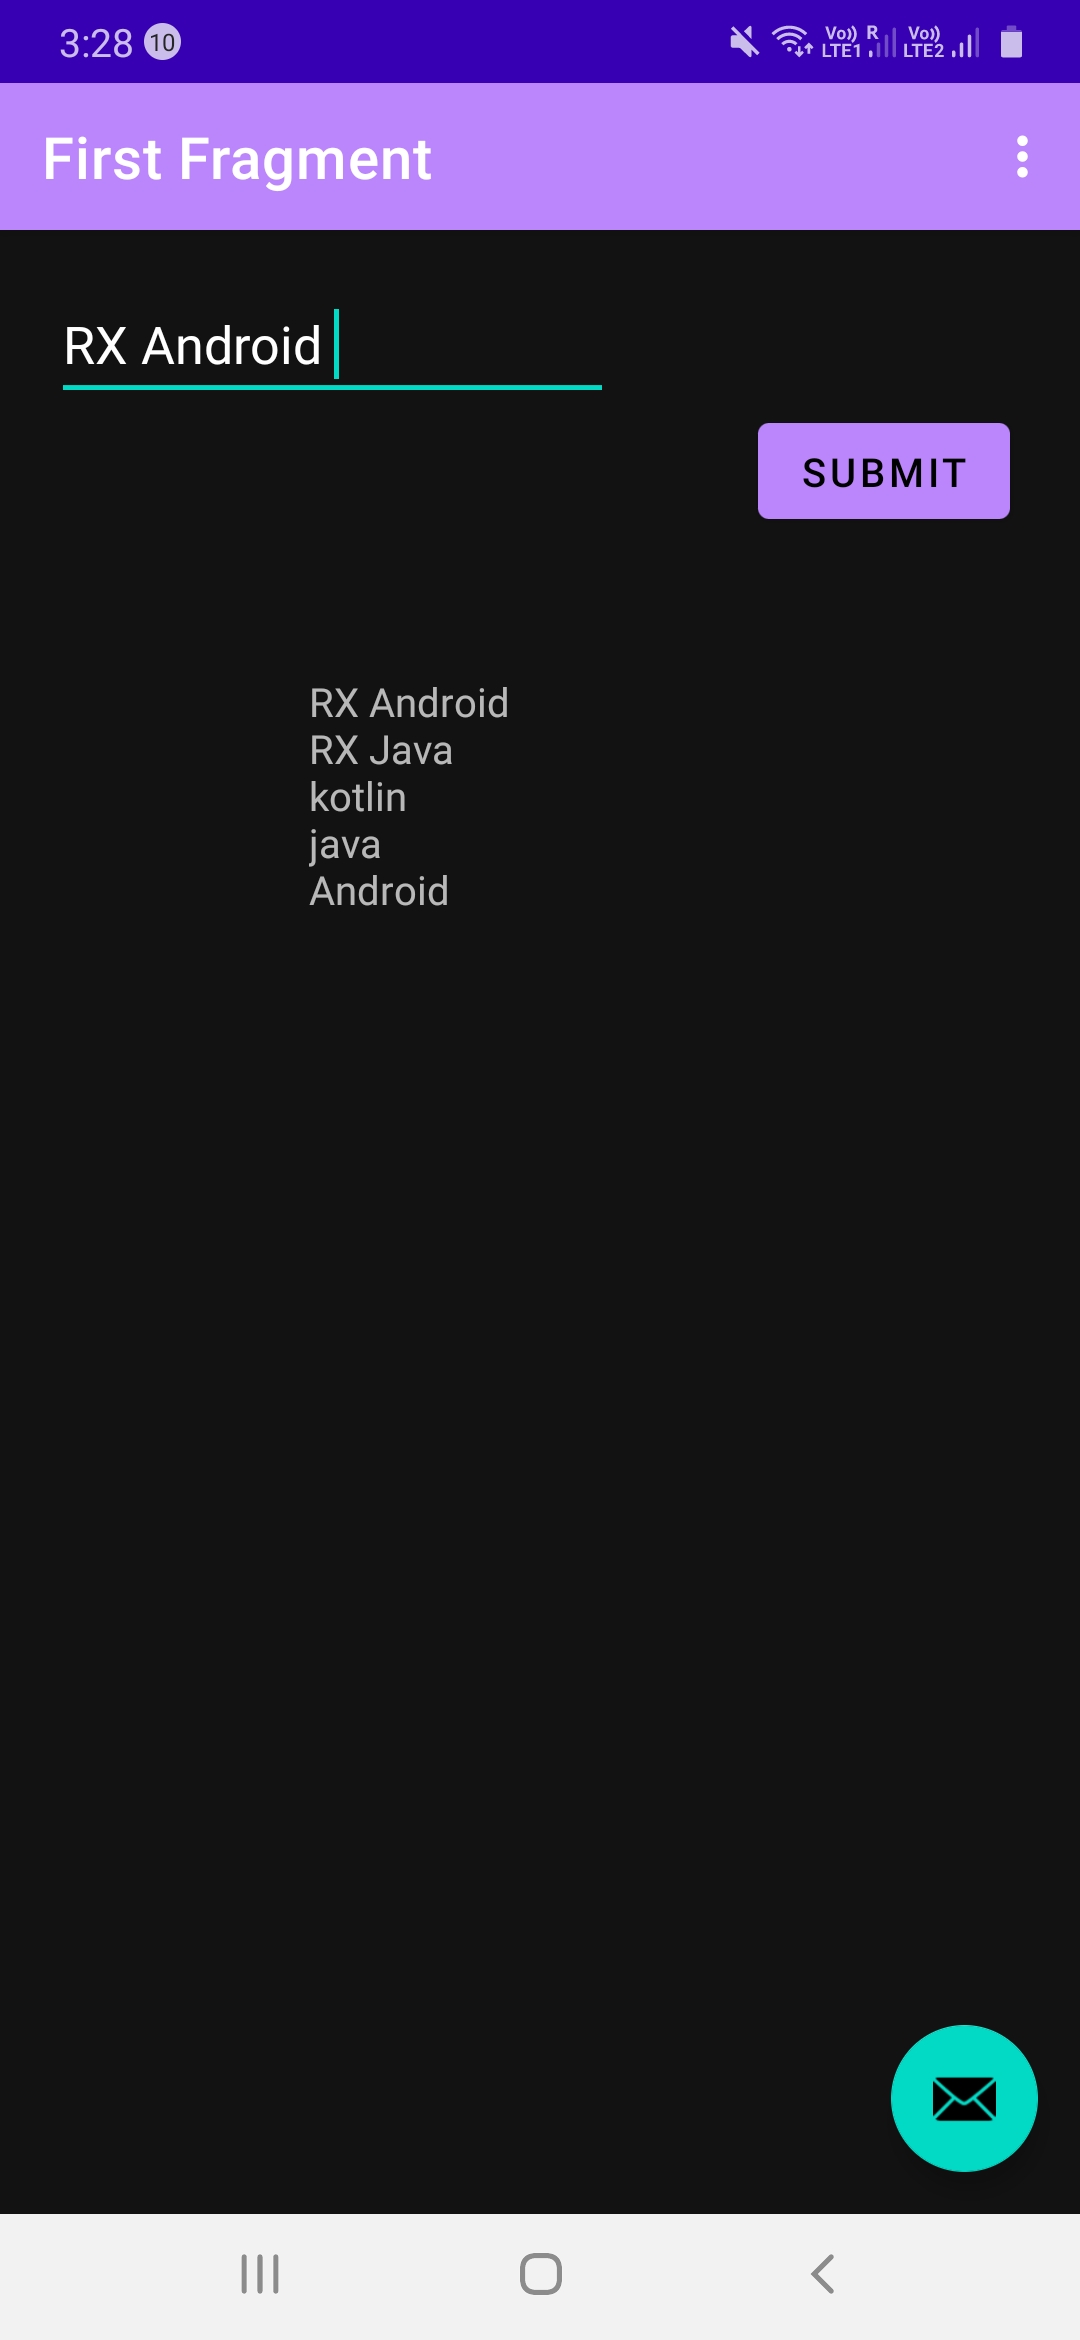 3:28 10 Vo)) R Vo))
LTE1 LTE2
First Fragment
RX Android
SUBMIT
RX Android
RX Java
kotlin
java
Android